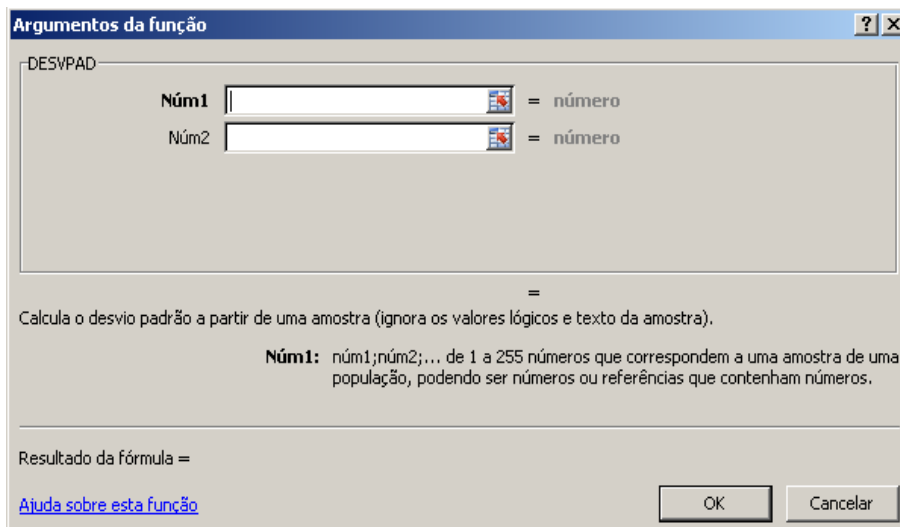 Argumentos da função
DESVPAD
Núm1 = número
Núm2 = número
=
Calcula o desvio padrão a partir de uma amostra (ignora os valores lógicos e texto da amostra).
Núm1: núm1;núm2;... de 1 a 255 números que correspondem a uma amostra de uma
população, podendo ser números ou referências que contenham números.
Resultado da fórmula =
Ajuda sobre esta função OK Cancelar